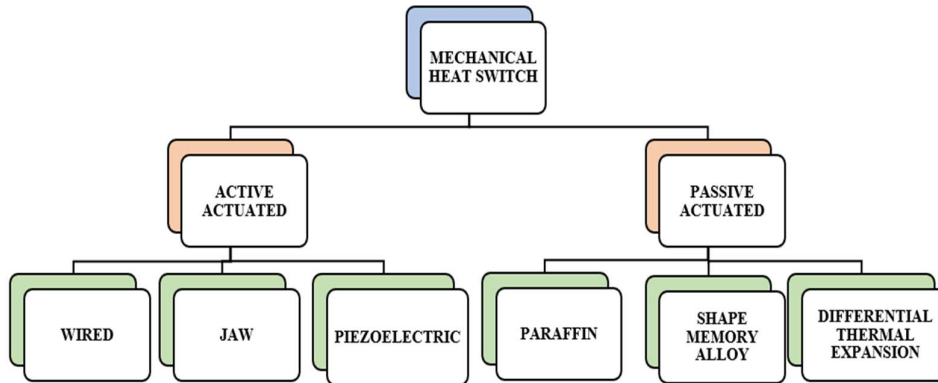 MECHANICAL
HEAT SWITCH
ACTIVE
ACTUATED
PASSIVE
ACTUATED
WIRED
JAW
PIEZOELECTRIC
PARAFFIN
SHAPE
MEMORY
ALLOY
DIFFERENTIAL
THERMAL
EXPANSION